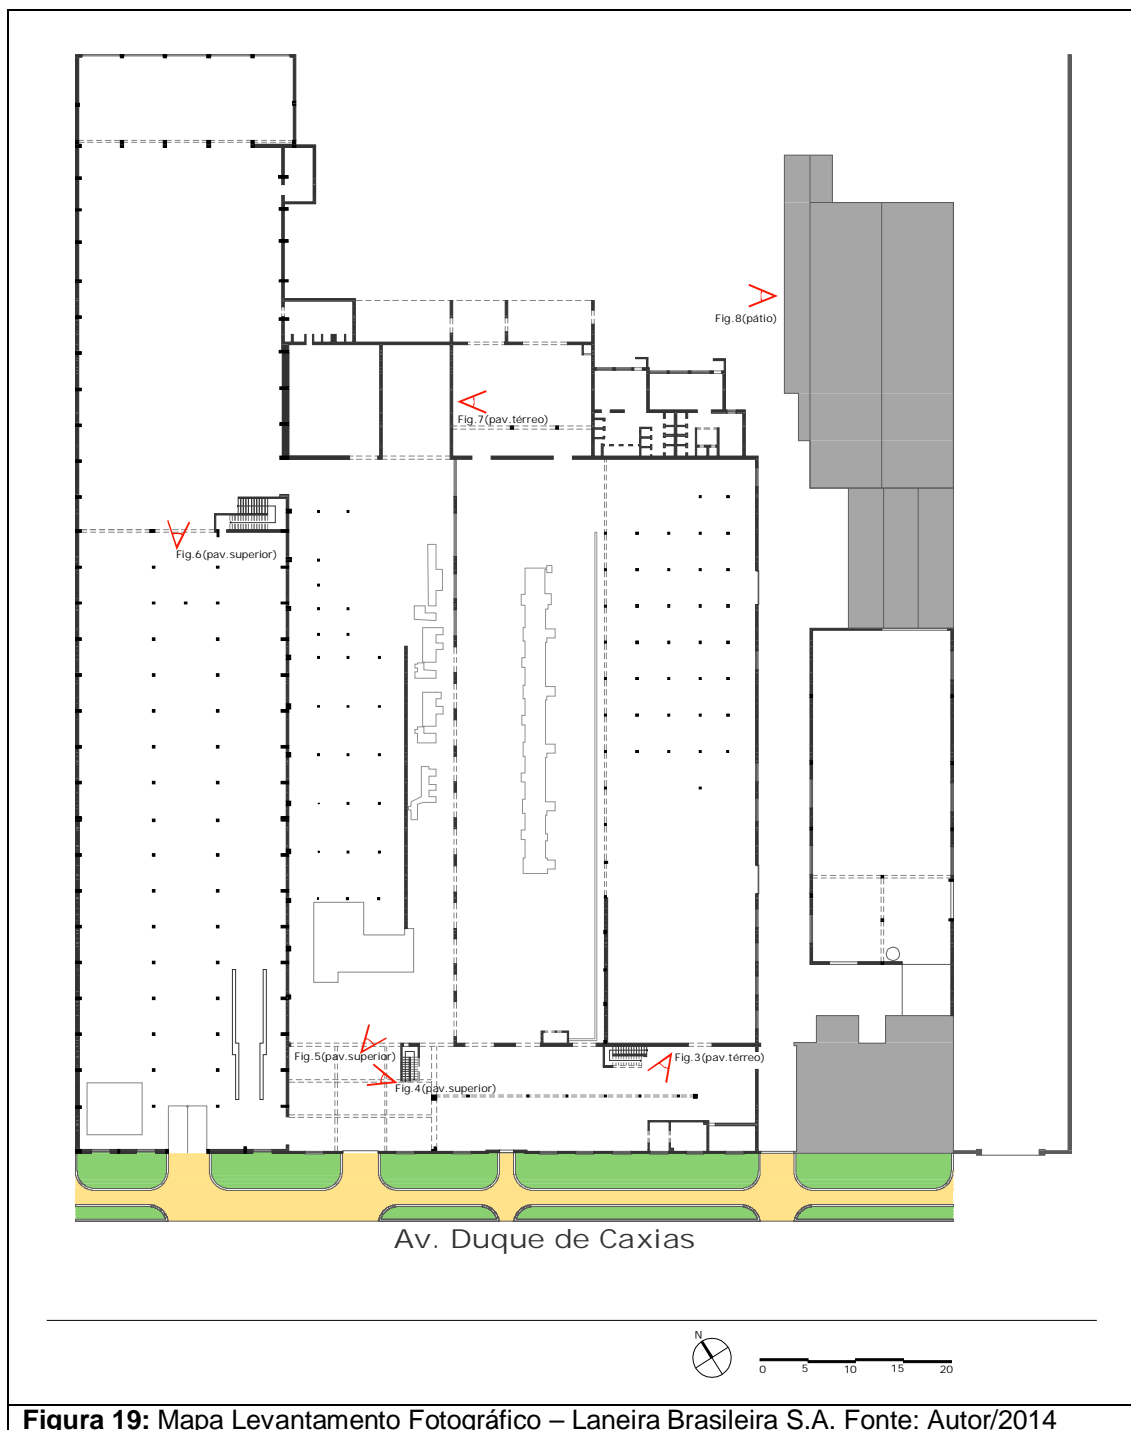 Fig.8(pátio)
Fig.7(pav.térreo)
Fig.6(pav.superior)
Fig.5(pav.superior)
Fig.3(pav.térreo)
Fig.4(pav.superior)
Av. Duque de Caxias
N
0 5 10 15 20
Figura 19: Mapa Levantamento Fotográfico – Laneira Brasileira S.A. Fonte: Autor/2014